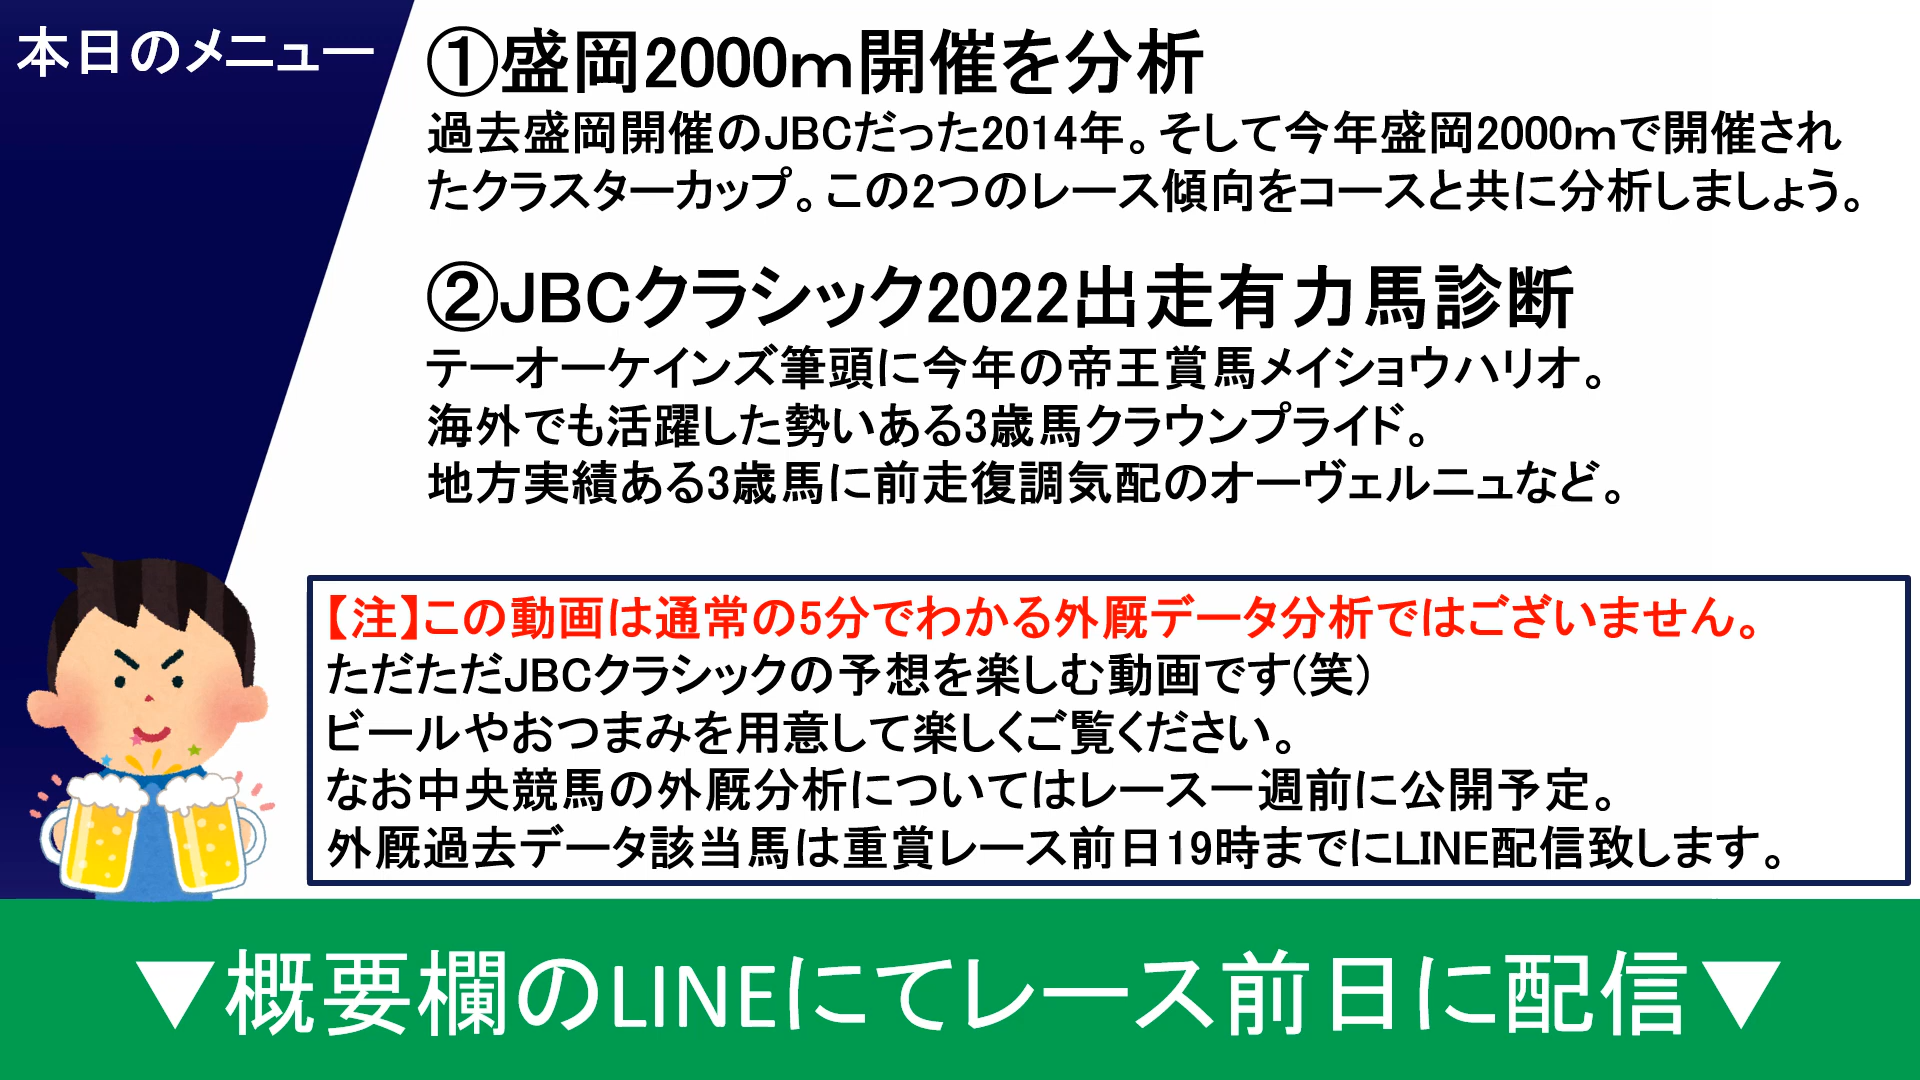 本日のメニュー
①盛岡2000ｍ開催を分析
過去盛岡開催のJBCだった2014年。そして今年盛岡2000ｍで開催され
たクラスターカップ。この2つのレース傾向をコースと共に分析しましょう。
②JBCクラシック2022出走有力馬診断
テーオーケインズ筆頭に今年の帝王賞馬メイショウハリオ。
海外でも活躍した勢いある3歳馬クラウンプライド。
地方実績ある3歳馬に前走復調気配のオーヴェルニュなど。
【注】この動画は通常の5分でわかる外厩データ分析ではございません。
ただただJBCクラシックの予想を楽しむ動画です(笑)
ビールやおつまみを用意して楽しくご覧ください。
なお中央競馬の外厩分析についてはレース一週前に公開予定。
外厩過去データ該当馬は重賞レース前日19時までにLINE配信致します。
▼概要欄のLINEにてレース前日に配信▼